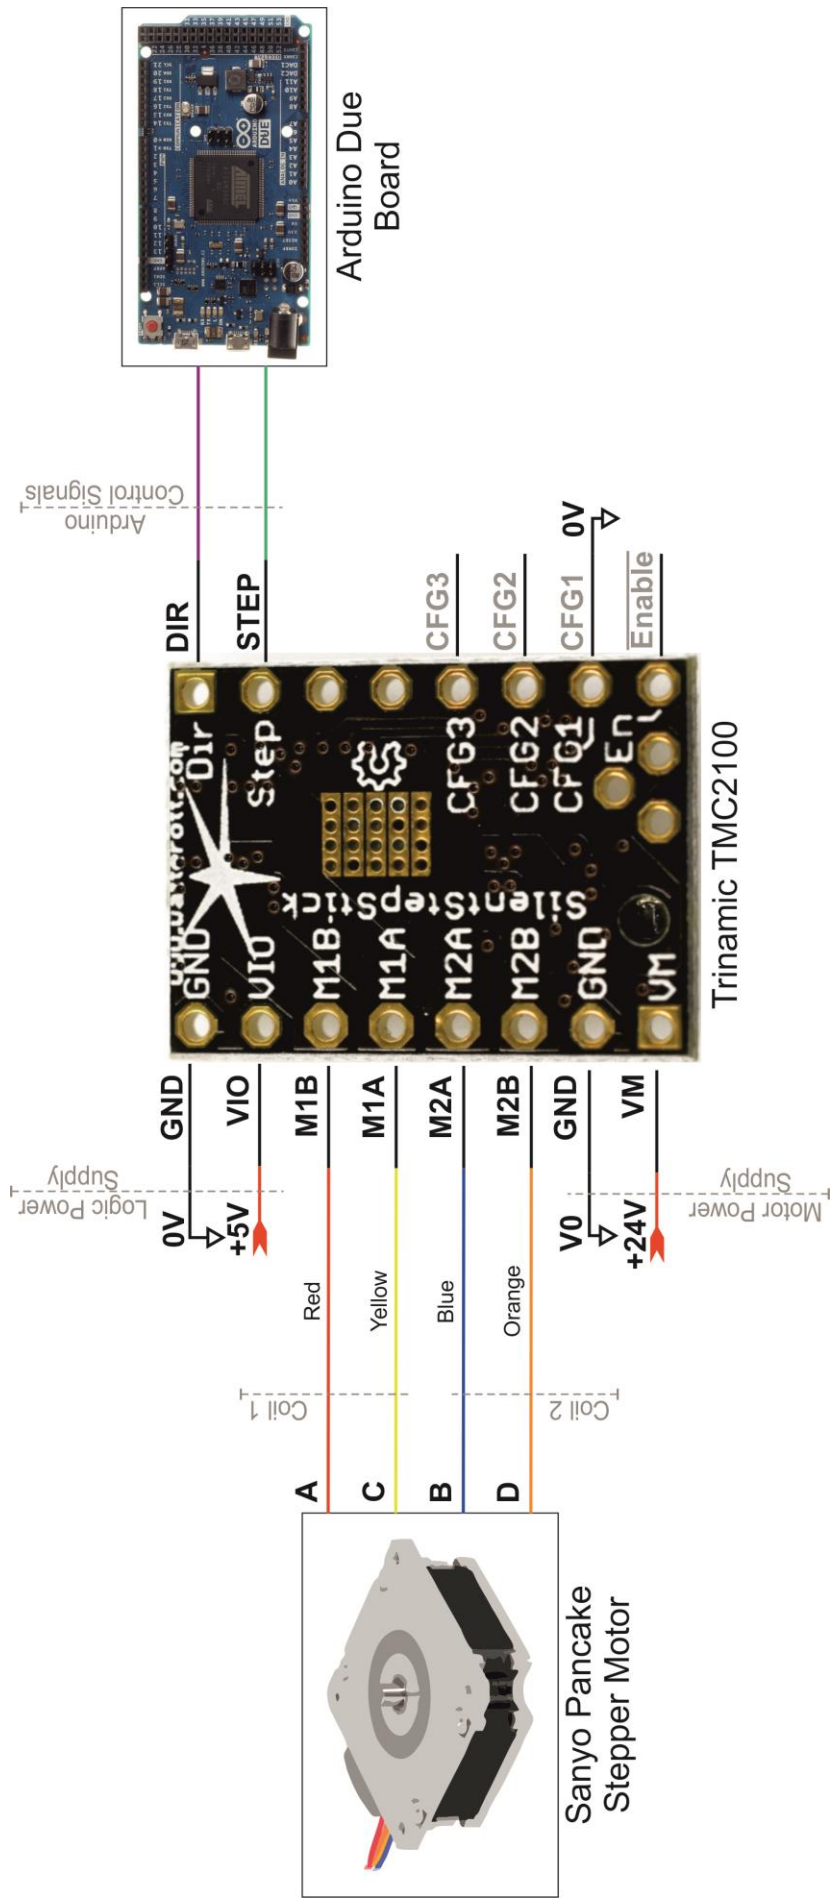 Arduino Due
Board
Arduino
Control Signals
DIR
STEP
CFG3
CFG2
CFG1
Enable
0V
Dir
Step
CFG3
CFG2
CFG1
En
SilentStepStick
GND
VIO
M1B
M1A
M2A
M2B
GND
VM
Trinamic TMC2100
GND
VIO
M1B
M1A
M2A
M2B
GND
VM
Logic Power
Supply
0V
+5V
Motor Power
Supply
V0
+24V
Red
Yellow
Blue
Orange
Coil 1
Coil 2
A
C
B
D
Sanyo Pancake
Stepper Motor
ARDUINO
DUE
ATMEL